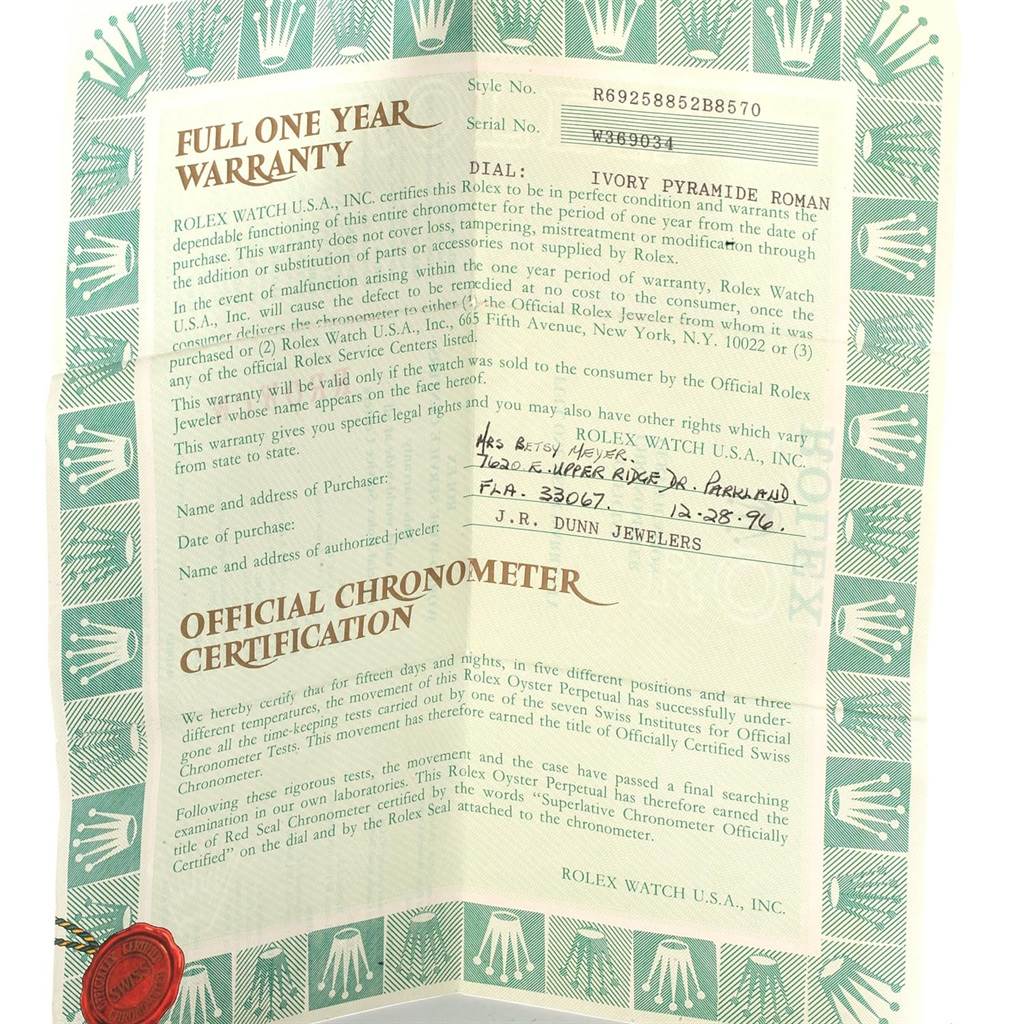 Style No. R69258852B8570
Serial No. W369034
FULL ONE YEAR
WARRANTY
DIAL: IVORY PYRAMIDE ROMAN
ROLEX WATCH U.S.A., INC. certifies this Rolex to be in perfect condition and warrants the
dependable functioning of this entire chronometer for the period of one year from the date of
purchase. This warranty does not cover loss, tampering, mistreatment or modification through
the addition or substitution of parts or accessories not supplied by Rolex.
In the event of malfunction arising within the one year period of warranty, Rolex Watch
U.S.A., Inc. will cause the defect to be remedied at no cost to the consumer, once the
consumer delivers the chronometer to either (1) the Official Rolex Jeweler from whom it was
purchased or (2) Rolex Watch U.S.A., Inc., 665 Fifth Avenue, New York, N.Y. 10022 or (3)
any of the official Rolex Service Centers listed.
This warranty will be valid only if the watch was sold to the consumer by the Official Rolex
Jeweler whose name appears on the face hereof.
This warranty gives you specific legal rights and you may also have other rights which vary
from state to state.
ROLEX WATCH U.S.A., INC.
Name and address of Purchaser: MRS BETSY MEYER.
7620 E. UPPER RIDGE DR. PARKLAND.
Date of purchase: FLA. 33067. 12-28-96.
Name and address of authorized jeweler: J.R. DUNN JEWELERS
OFFICIAL CHRONOMETER
CERTIFICATION
We hereby certify that for fifteen days and nights, in five different positions and at three
different temperatures, the movement of this Rolex Oyster Perpetual has successfully under-
gone all the time-keeping tests carried out by one of the seven Swiss Institutes for Official
Chronometer Tests. This movement has therefore earned the title of Officially Certified Swiss
Chronometer.
Following these rigorous tests, the movement and the case have passed a final searching
examination in our own laboratories. This Rolex Oyster Perpetual has therefore earned the
title of Red Seal Chronometer certified by the words "Superlative Chronometer Officially
Certified" on the dial and by the Rolex Seal attached to the chronometer.
ROLEX WATCH U.S.A., INC.
SWISS